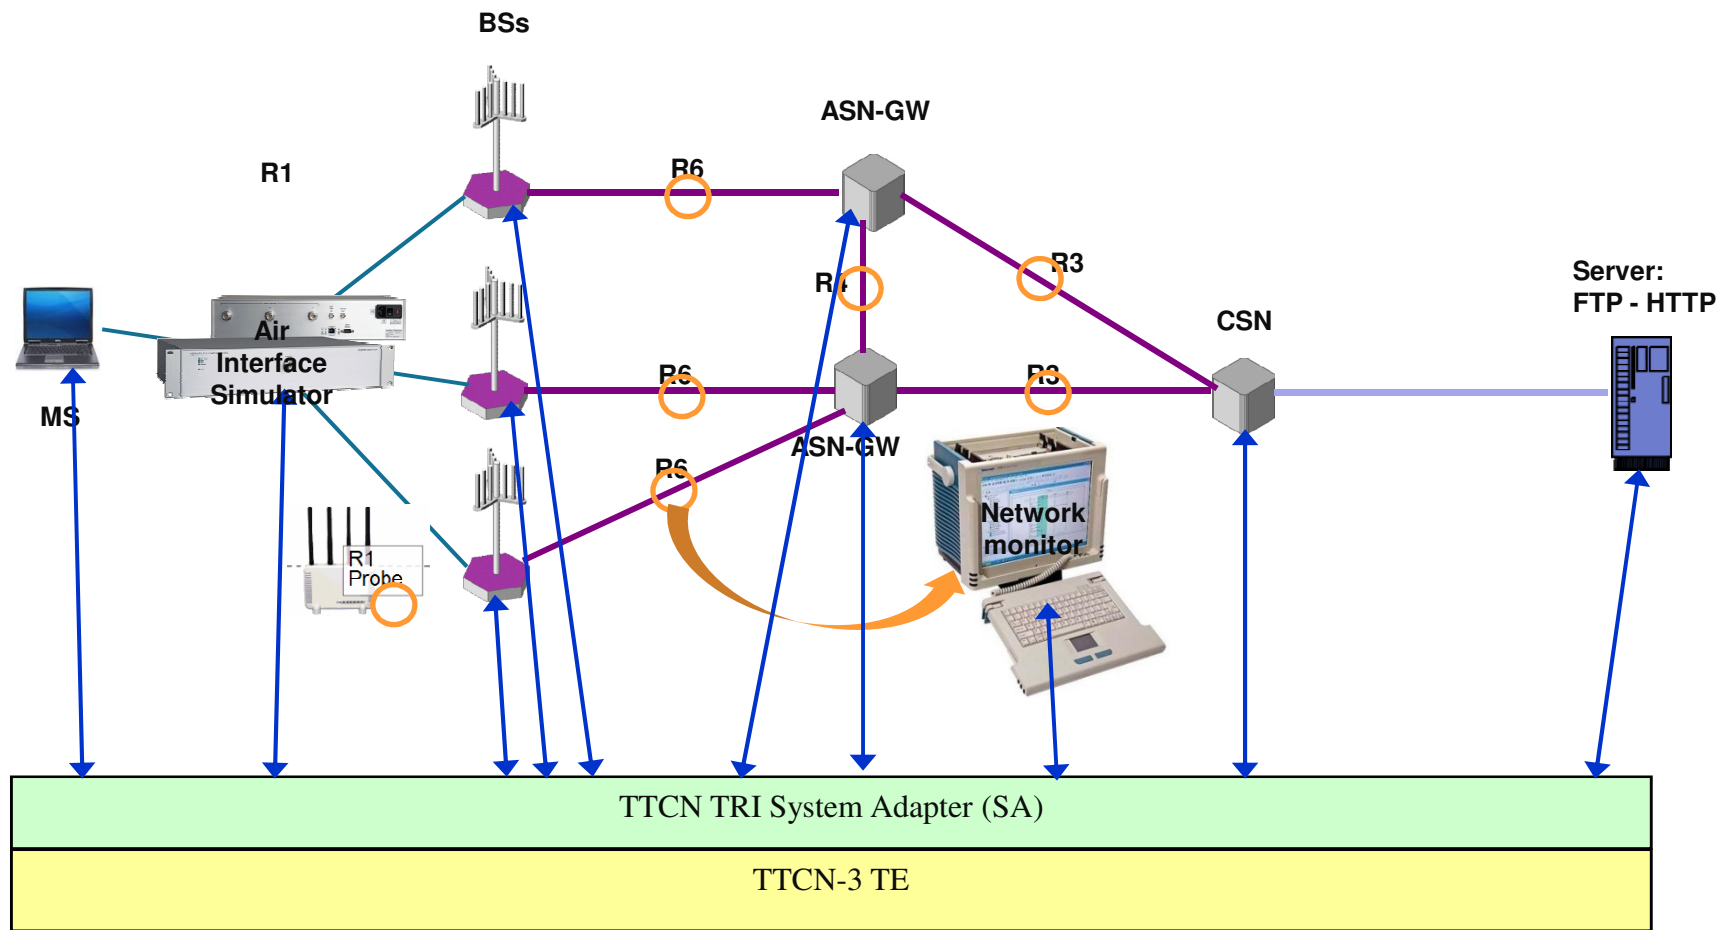 BSs
ASN-GW
R1
R6
R3
R4
Server:
FTP - HTTP
CSN
Air
Interface
Simulator
MS
R6
R3
ASN-GW
R6
Network
monitor
R1
Probe
TTCN TRI System Adapter (SA)
TTCN-3 TE